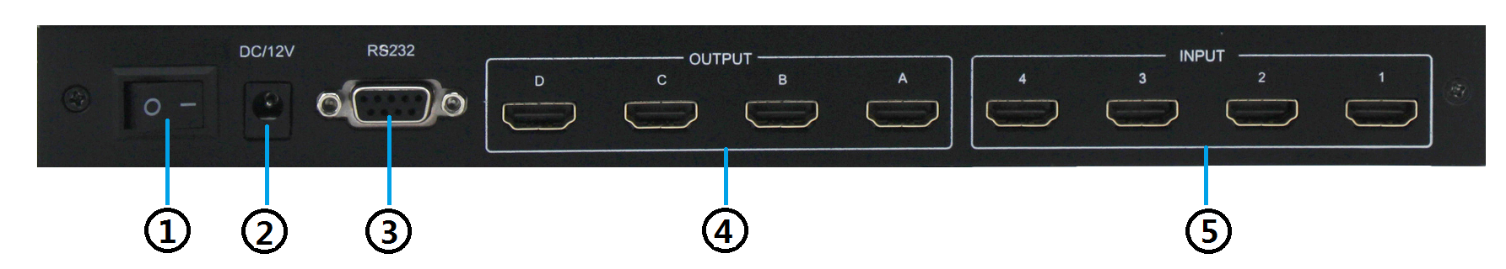 DC/12V RS232 OUTPUT INPUT
D C B A 4 3 2 1
O I
1 2 3 4 5